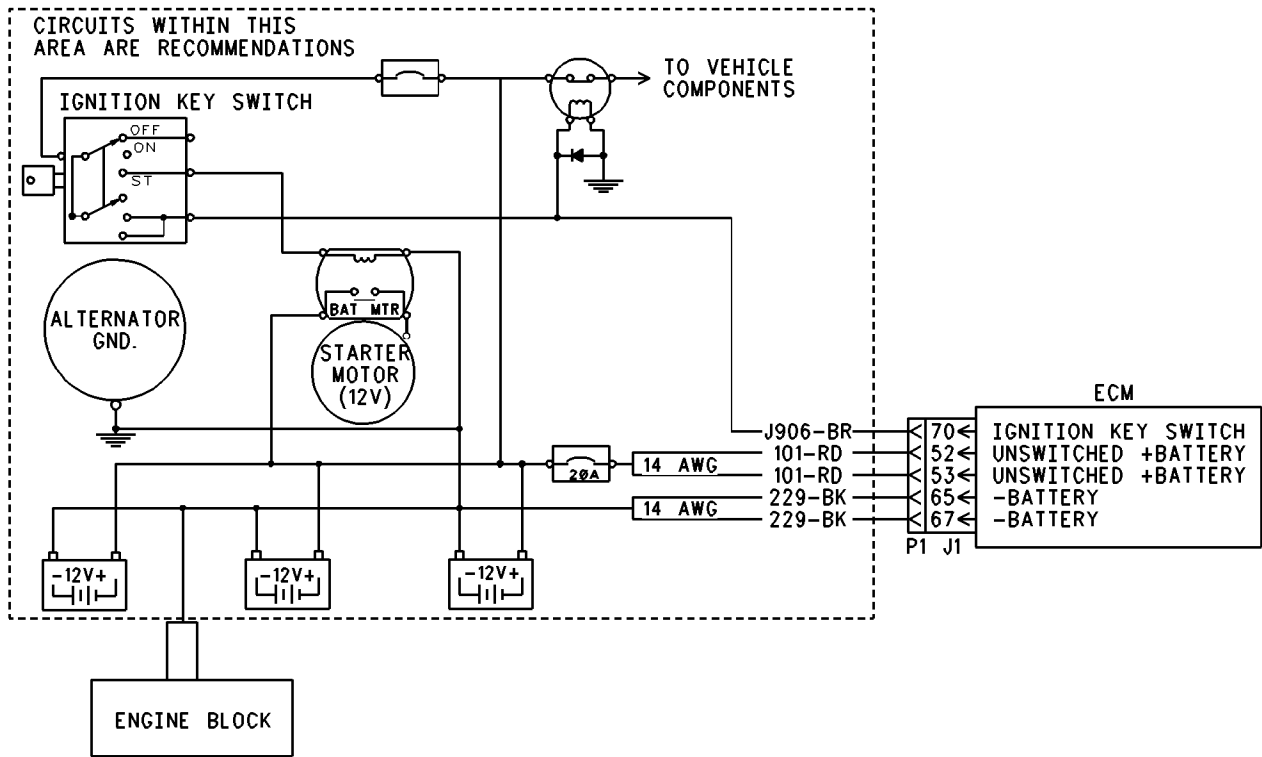 CIRCUITS WITHIN THIS
AREA ARE RECOMMENDATIONS
TO VEHICLE
COMPONENTS
IGNITION KEY SWITCH
OFF
ON
ST
ALTERNATOR
GND.
BAT MTR
STARTER
MOTOR
(12V)
ECM
J906-BR 70 IGNITION KEY SWITCH
101-RD 52 UNSWITCHED +BATTERY
20A 14 AWG
101-RD 53 UNSWITCHED +BATTERY
229-BK 65 -BATTERY
14 AWG
229-BK 67 -BATTERY
P1 J1
-12V+
-12V+
-12V+
ENGINE BLOCK